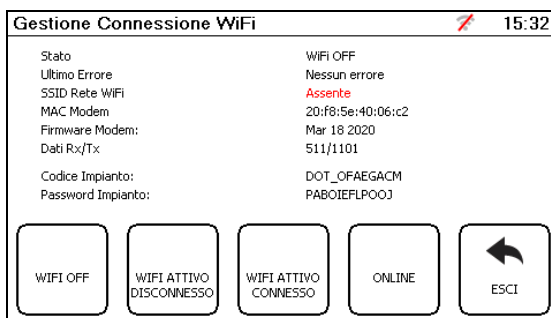 Gestione Connessione WiFi 15:32
Stato WiFi OFF
Ultimo Errore Nessun errore
SSID Rete WiFi Assente
MAC Modem 20:f8:5e:40:06:c2
Firmware Modem: Mar 18 2020
Dati Rx/Tx 511/1101
Codice Impianto: DOT_OFAEGACM
Password Impianto: PABOIEFLPOOJ
WIFI OFF
WIFI ATTIVO
DISCONNESSO
WIFI ATTIVO
CONNESSO
ONLINE
ESCI